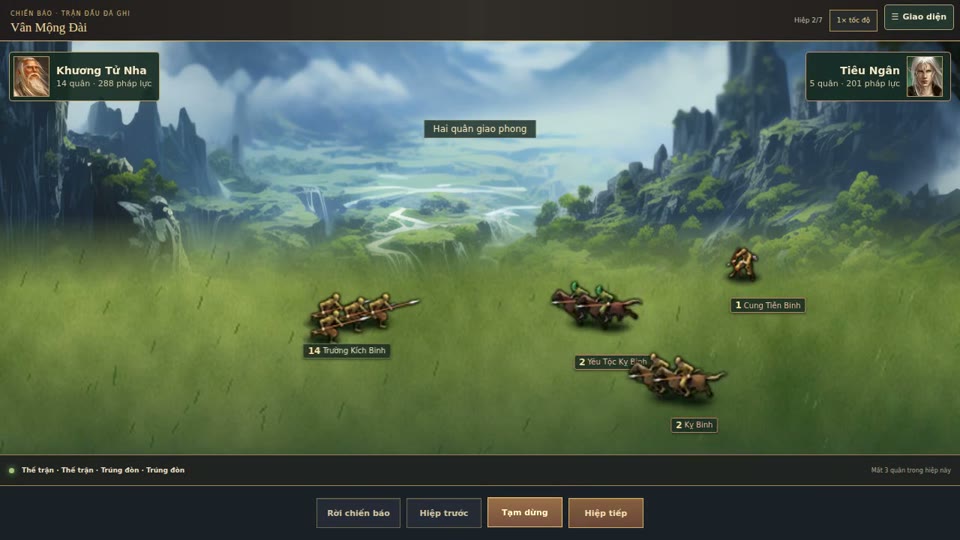 CHIẾN BÁO · TRẬN ĐẤU ĐÃ GHI
Vân Mộng Đài
Hiệp 2/7
1× tốc độ
☰ Giao diện
Khương Tử Nha
14 quân · 288 pháp lực
Tiêu Ngân
5 quân · 201 pháp lực
Hai quân giao phong
1 Cung Tiễn Binh
14 Trường Kích Binh
2 Yêu Tộc Kỵ Binh
2 Kỵ Binh
Thế trận · Thế trận · Trúng đòn · Trúng đòn
Mất 3 quân trong hiệp này
Rời chiến báo
Hiệp trước
Tạm dừng
Hiệp tiếp